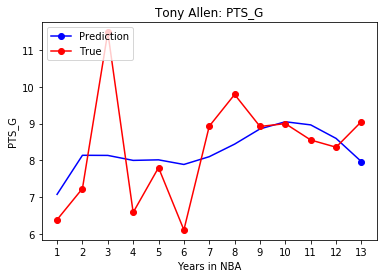 Tony Allen: PTS_G
Prediction
True
PTS_G
11
10
9
8
7
6
1 2 3 4 5 6 7 8 9 10 11 12 13
Years in NBA